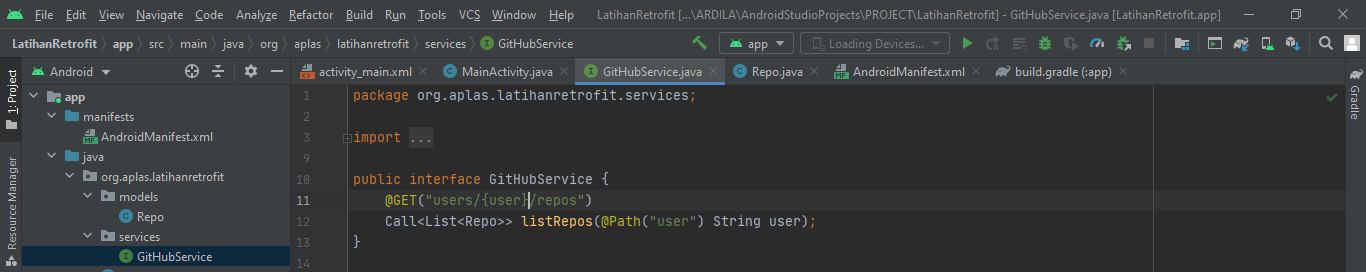 File Edit View Navigate Code Analyze Refactor Build Run Tools VCS Window Help LatihanRetrofit [...\ARDILA\AndroidStudioProjects\PROJECT\LatihanRetrofit] - GitHubService.java [LatihanRetrofit.app]
LatihanRetrofit app src main java org aplas latihanretrofit services GitHubService app Loading Devices...
Android activity_main.xml MainActivity.java GitHubService.java Repo.java AndroidManifest.xml build.gradle (:app)
1: Project
Resource Manager
app
manifests
AndroidManifest.xml
java
org.aplas.latihanretrofit
models
Repo
services
GitHubService
1 package org.aplas.latihanretrofit.services;
2
3 import ...
9
10 public interface GitHubService {
11 @GET("users/{user}/repos")
12 Call<List<Repo>> listRepos(@Path("user") String user);
13 }
14
Gradle